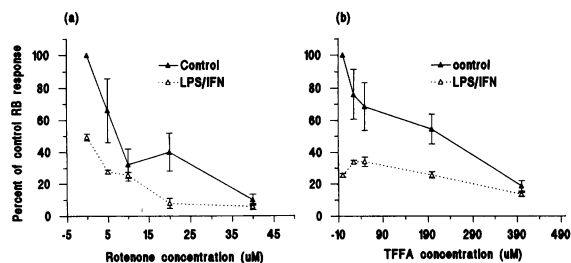 (a)
Percent of control RB response
100
80
60
40
20
0
Control
LPS/IFN
-5 5 15 25 35 45 50
Rotenone concentration (uM)
(b)
100
80
60
40
20
0
oontrol
LPS/IFN
-10 90 190 290 390 490
TFFA concentration (uM)